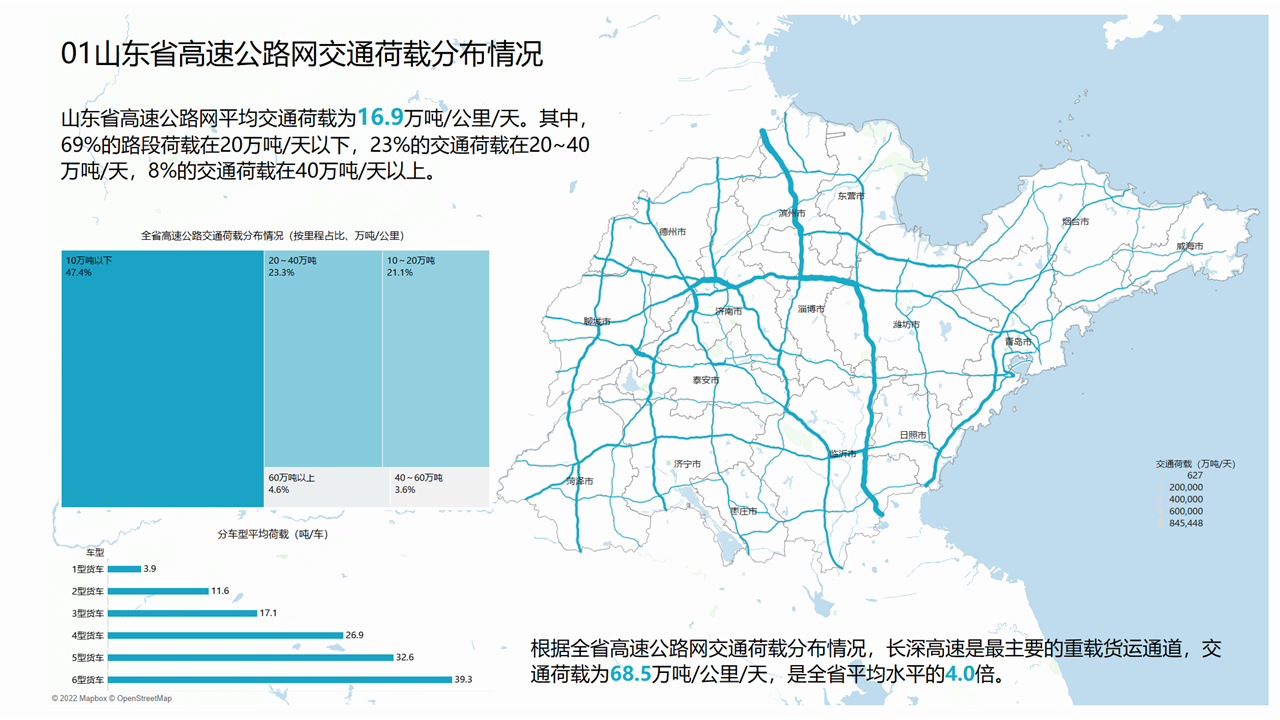 01山东省高速公路网交通荷载分布情况
山东省高速公路网平均交通荷载为16.9万吨/公里/天。其中，
69%的路段荷载在20万吨/天以下，23%的交通荷载在20~40
万吨/天，8%的交通荷载在40万吨/天以上。
全省高速公路交通荷载分布情况（按里程占比、万吨/公里）
10万吨以下
47.4%
20～40万吨
23.3%
10～20万吨
21.1%
60万吨以上
4.6%
40～60万吨
3.6%
分车型平均荷载（吨/车）
车型
1型货车 3.9
2型货车 11.6
3型货车 17.1
4型货车 26.9
5型货车 32.6
6型货车 39.3
© 2022 Mapbox © OpenStreetMap
东营市
滨州市
烟台市
德州市
威海市
济南市
淄博市
聊城市
潍坊市
青岛市
泰安市
日照市
临沂市
济宁市
菏泽市
枣庄市
交通荷载（万吨/天）
627
200,000
400,000
600,000
845,448
根据全省高速公路网交通荷载分布情况，长深高速是最主要的重载货运通道，交
通荷载为68.5万吨/公里/天，是全省平均水平的4.0倍。